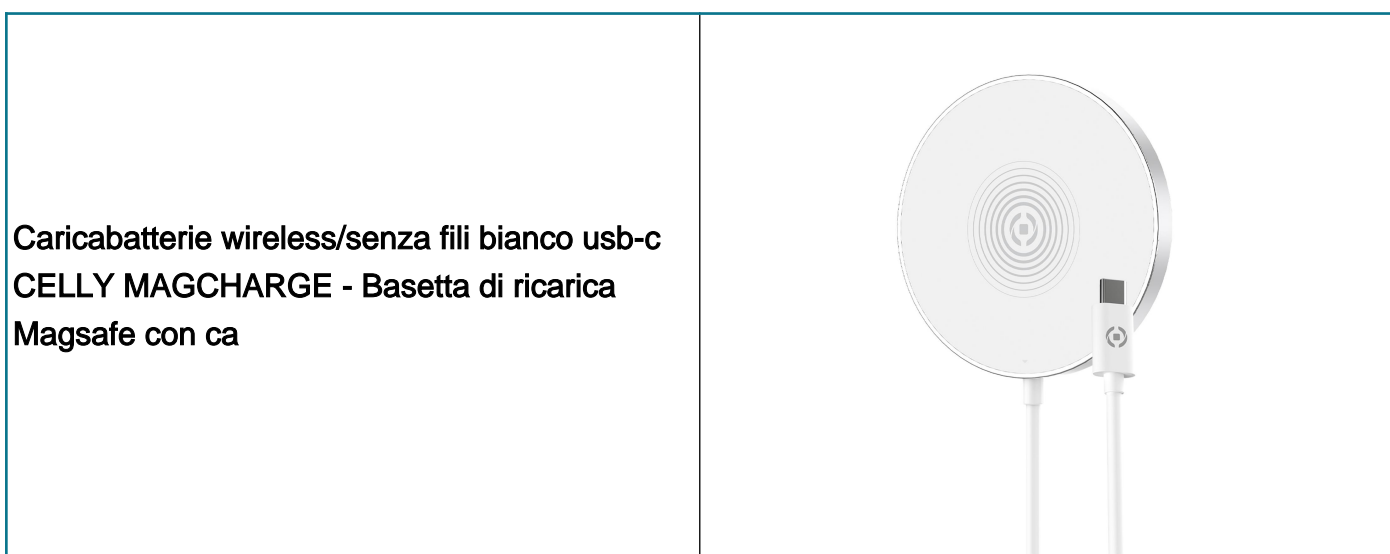 Caricabatterie wireless/senza fili bianco usb-c
CELLY MAGCHARGE - Basetta di ricarica
Magsafe con ca